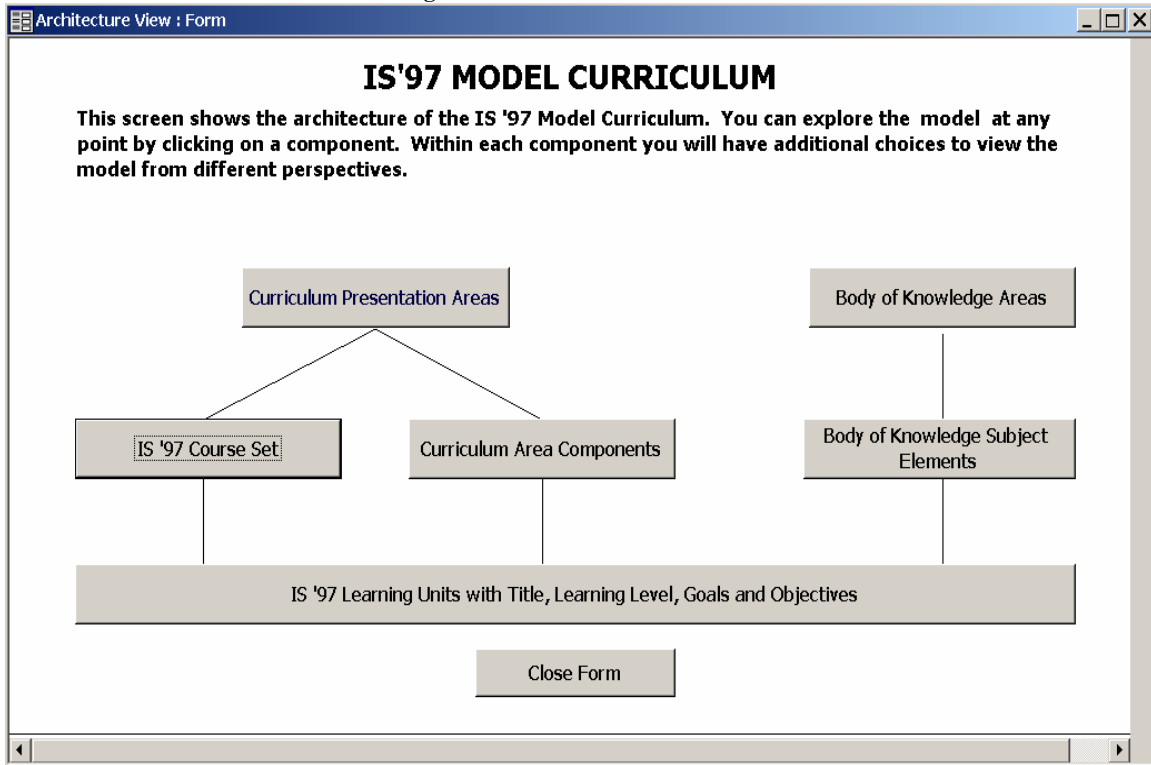 Architecture View : Form
IS'97 MODEL CURRICULUM
This screen shows the architecture of the IS '97 Model Curriculum. You can explore the model at any
point by clicking on a component. Within each component you will have additional choices to view the
model from different perspectives.
Curriculum Presentation Areas
Body of Knowledge Areas
IS '97 Course Set
Curriculum Area Components
Body of Knowledge Subject
Elements
IS '97 Learning Units with Title, Learning Level, Goals and Objectives
Close Form